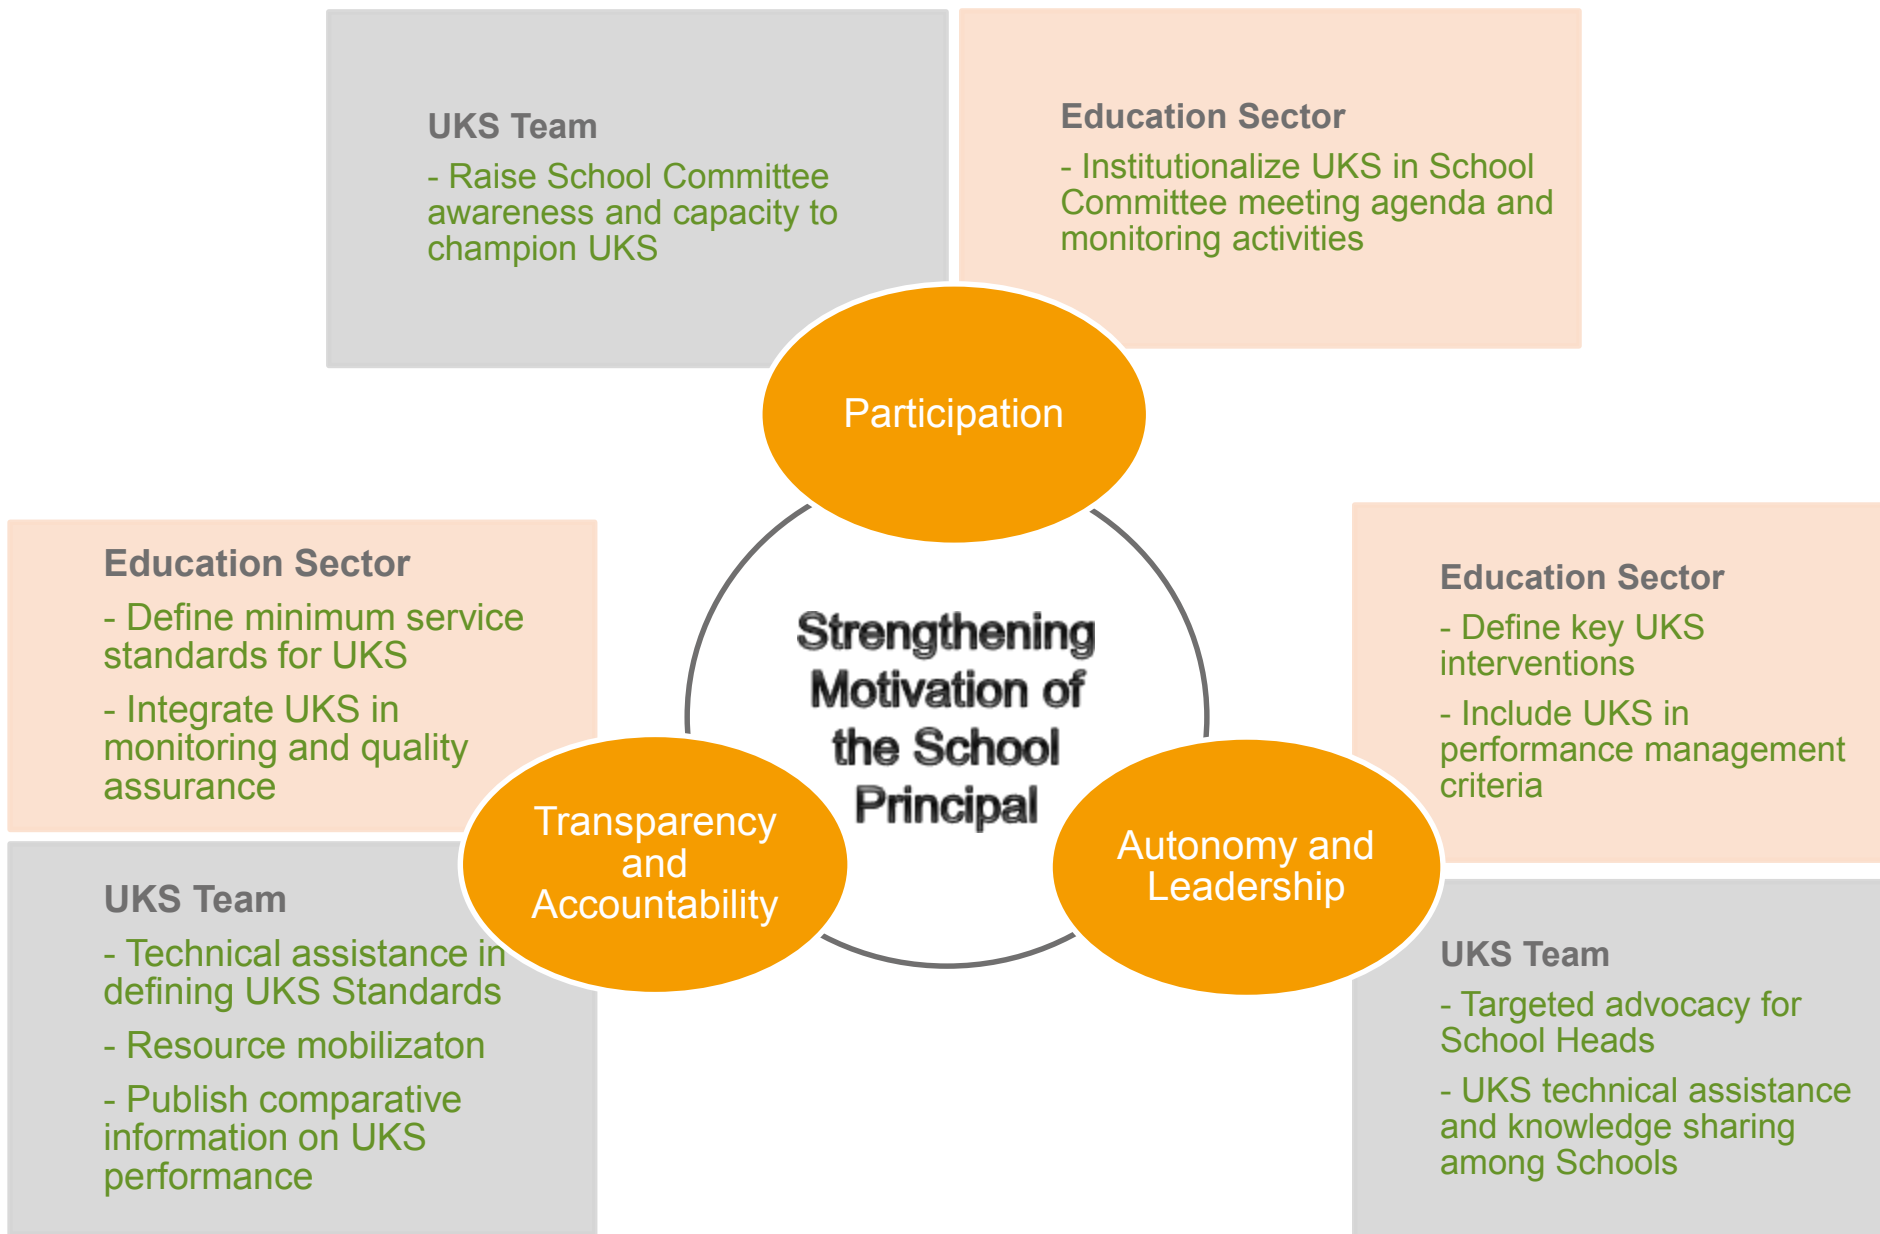 UKS Team
- Raise School Committee
awareness and capacity to
champion UKS
Education Sector
- Institutionalize UKS in School
Committee meeting agenda and
monitoring activities
Participation
Strengthening
Motivation of
the School
Principal
Education Sector
- Define minimum service
standards for UKS
- Integrate UKS in
monitoring and quality
assurance
Transparency
and
Accountability
UKS Team
- Technical assistance in
defining UKS Standards
- Resource mobilizaton
- Publish comparative
information on UKS
performance
Education Sector
- Define key UKS
interventions
- Include UKS in
performance management
criteria
Autonomy and
Leadership
UKS Team
- Targeted advocacy for
School Heads
- UKS technical assistance
and knowledge sharing
among Schools